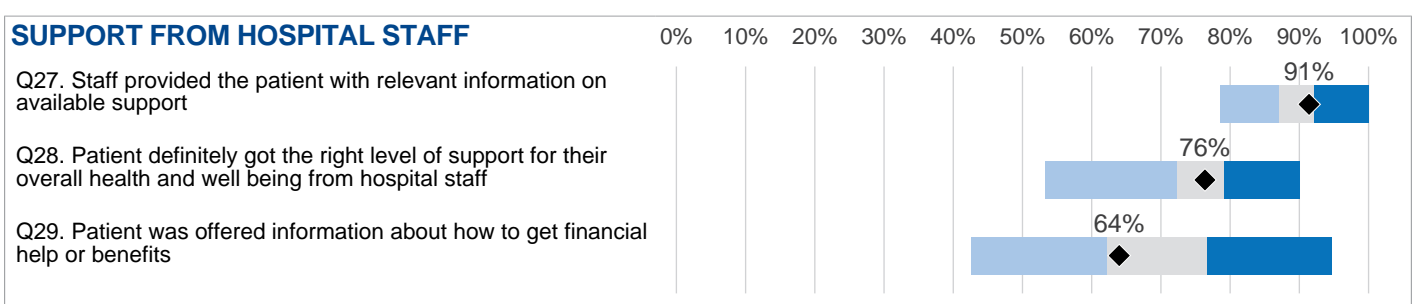 SUPPORT FROM HOSPITAL STAFF
0% 10% 20% 30% 40% 50% 60% 70% 80% 90% 100%
Q27. Staff provided the patient with relevant information on
available support
91%
Q28. Patient definitely got the right level of support for their
overall health and well being from hospital staff
76%
Q29. Patient was offered information about how to get financial
help or benefits
64%